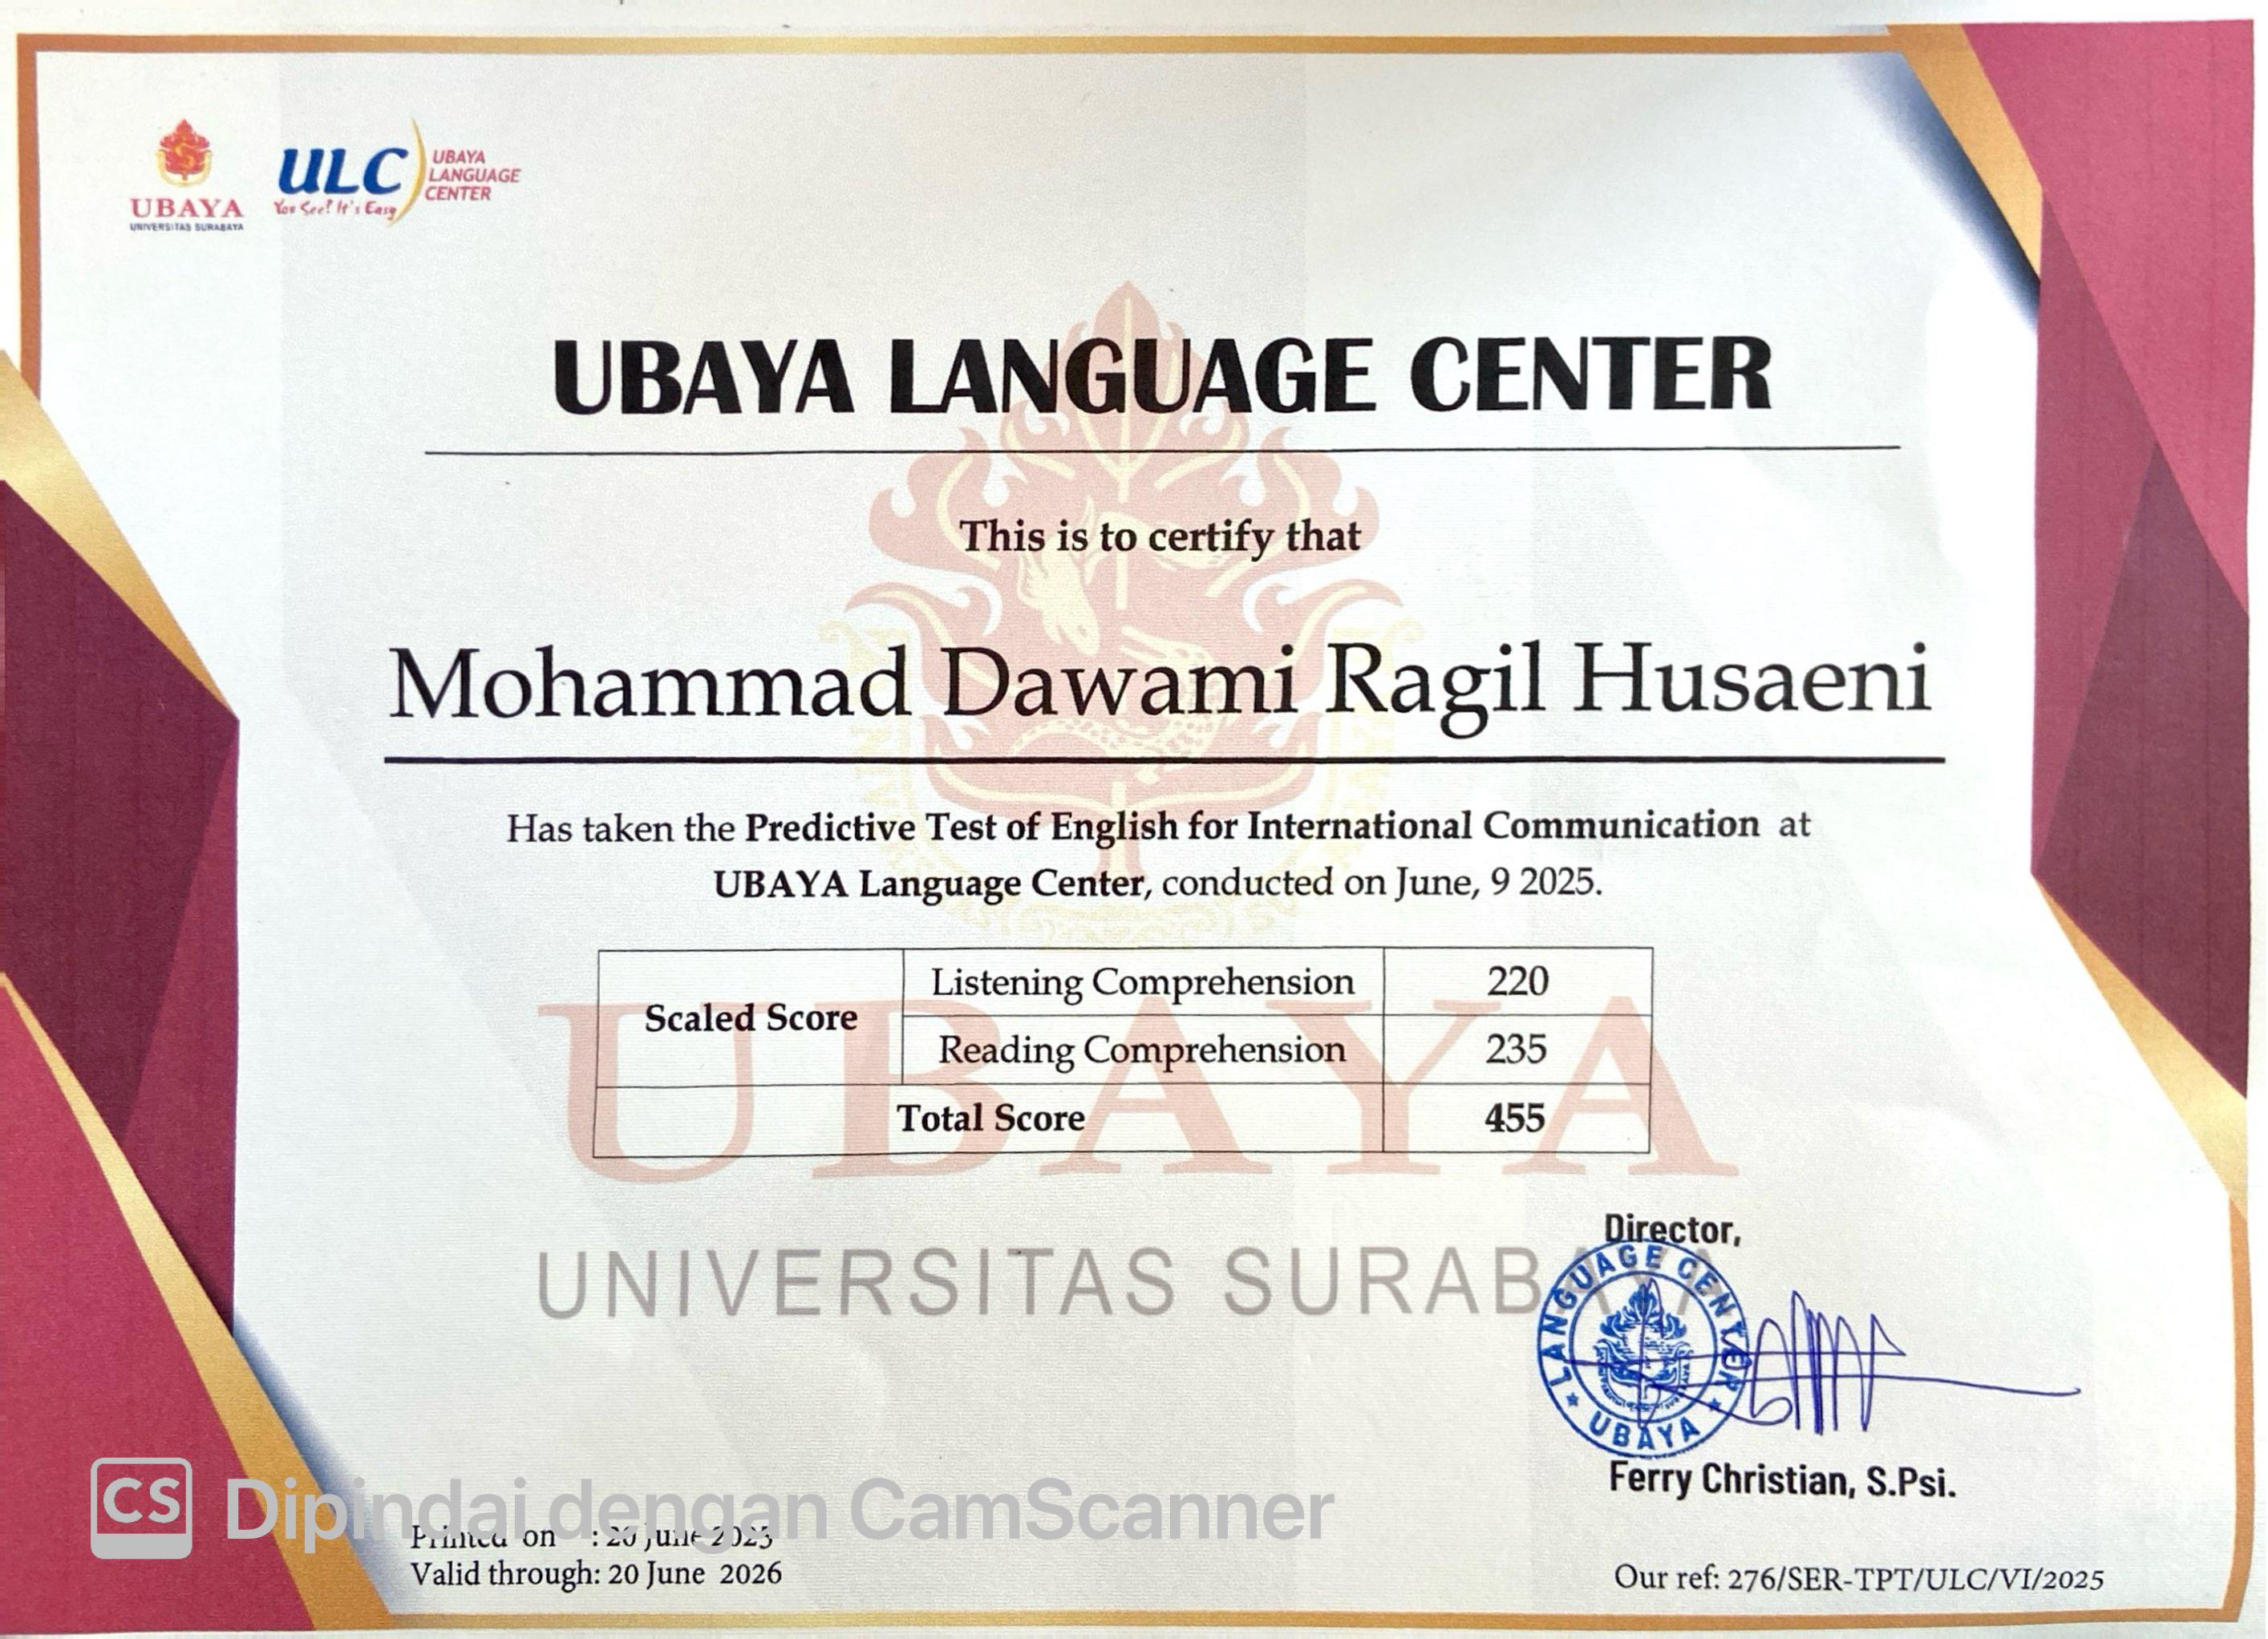 UBAYA
UNIVERSITAS SURABAYA
ULC
You See! It's Easy
UBAYA
LANGUAGE
CENTER
UBAYA LANGUAGE CENTER
This is to certify that
Mohammad Dawami Ragil Husaeni
Has taken the Predictive Test of English for International Communication at
UBAYA Language Center, conducted on June, 9 2025.
Scaled Score
Listening Comprehension 220
Reading Comprehension 235
Total Score 455
UBAYA
UNIVERSITAS SURABAYA
Director,
LANGUAGE CENTER
UBAYA
Ferry Christian, S.Psi.
CS Dipindai dengan CamScanner
Printed on : 20 June 2025
Valid through: 20 June 2026
Our ref: 276/SER-TPT/ULC/VI/2025